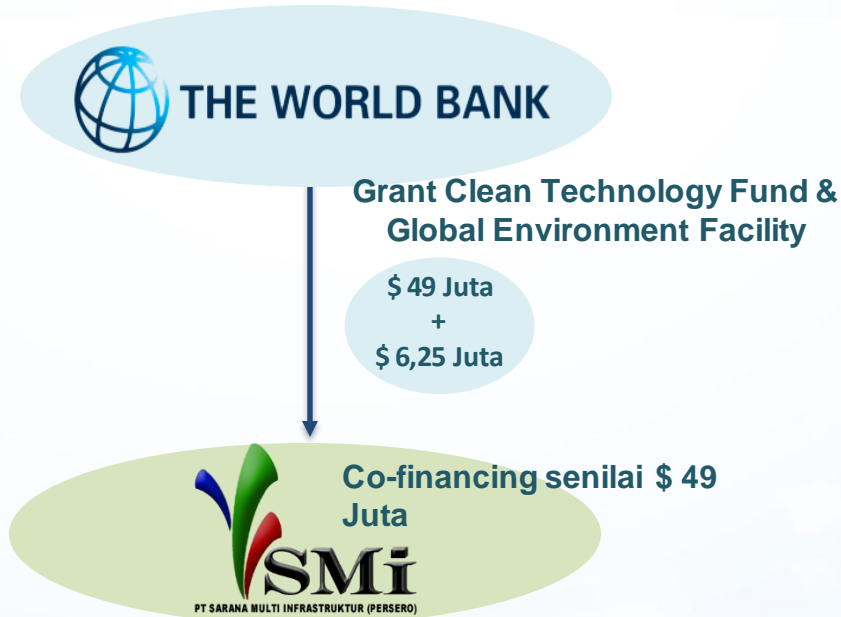 THE WORLD BANK
Grant Clean Technology Fund &
Global Environment Facility
$ 49 Juta
+
$ 6,25 Juta
Co-financing senilai $ 49
Juta
SMi
PT SARANA MULTI INFRASTRUKTUR (PERSERO)